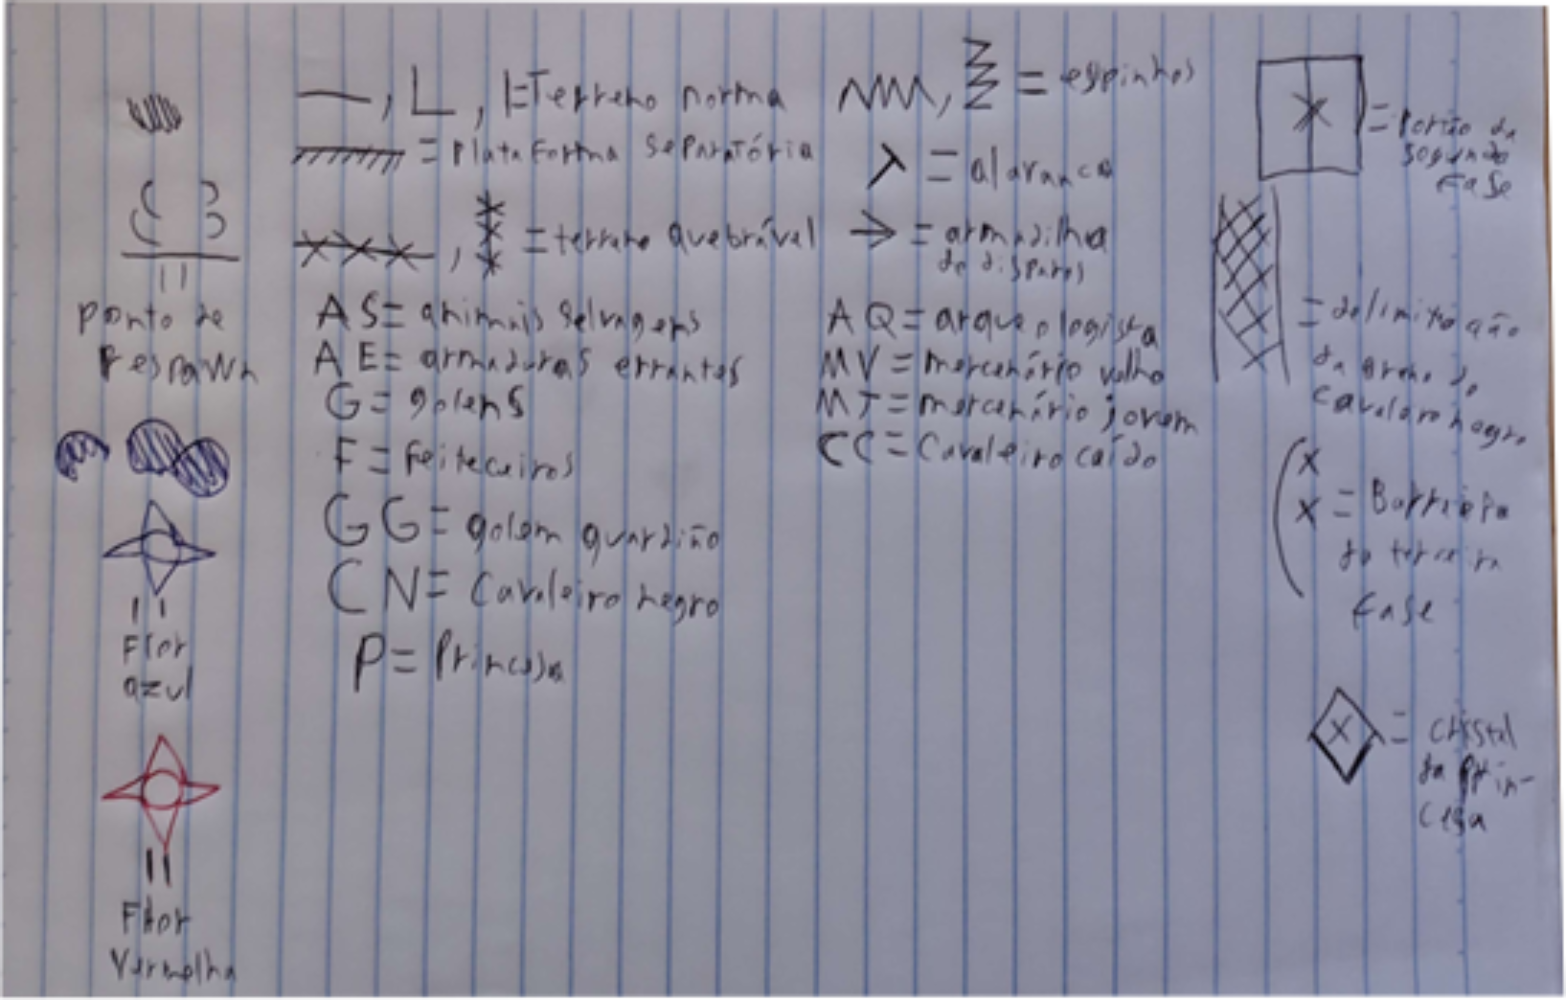 Ponto de
Respawn
Flor
azul
Flor
Vermelha
—, L, = Terreno norma
= Plataforma Separatória
, = terreno quebrável
AS = animais selvagens
AE = armaduras errantes
G = golens
F = Feiticeiros
GG = golem guardião
CN = Cavaleiro negro
P = Princesa
, = espinhos
= alavanca
→ = armadilha
de disparos
AQ = arqueologista
MV = mercenário velho
MJ = mercenário jovem
CC = Cavaleiro caído
= Portão da
segunda
Fase
= delimitação
da arena do
cavaleiro negro
= Barreira
da terceira
fase
= cristal
da Prin-
cesa